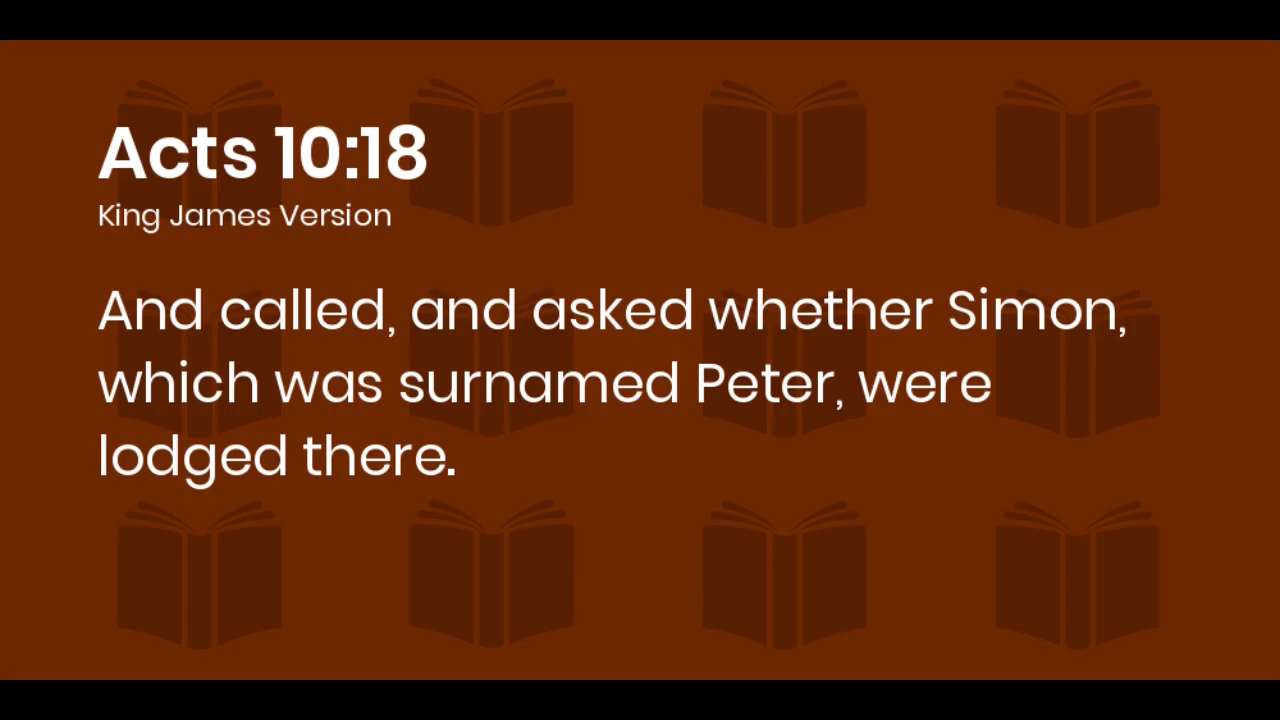 Acts 10:18
King James Version
And called, and asked whether Simon,
which was surnamed Peter, were
lodged there.